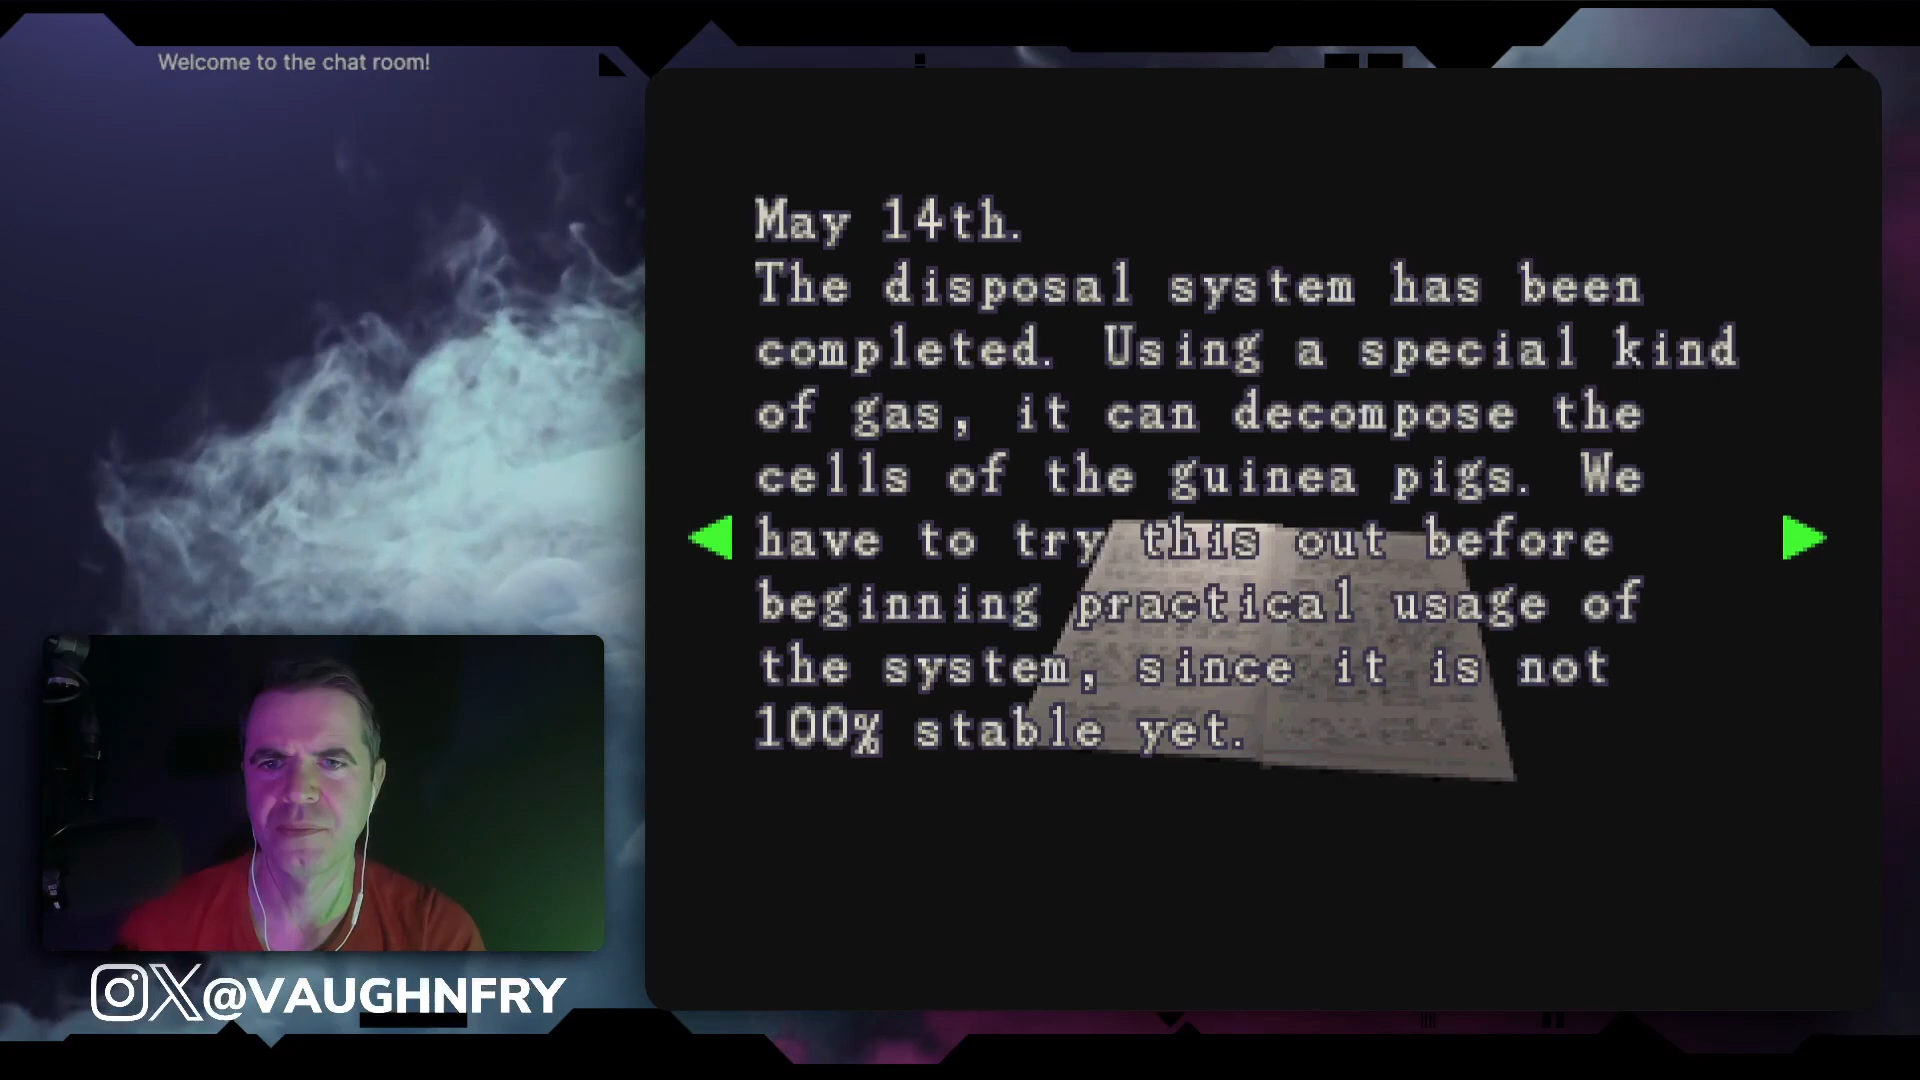 Welcome to the chat room!
May 14th.
The disposal system has been
completed. Using a special kind
of gas, it can decompose the
cells of the guinea pigs. We
have to try this out before
beginning practical usage of
the system, since it is not
100% stable yet.
@VAUGHNFRY